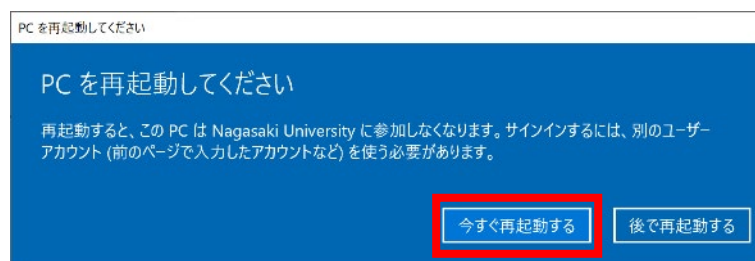 PC を再起動してください
PC を再起動してください
再起動すると、この PC は Nagasaki University に参加しなくなります。サインインするには、別のユーザー
アカウント (前のページで入力したアカウントなど) を使う必要があります。
今すぐ再起動する
後で再起動する